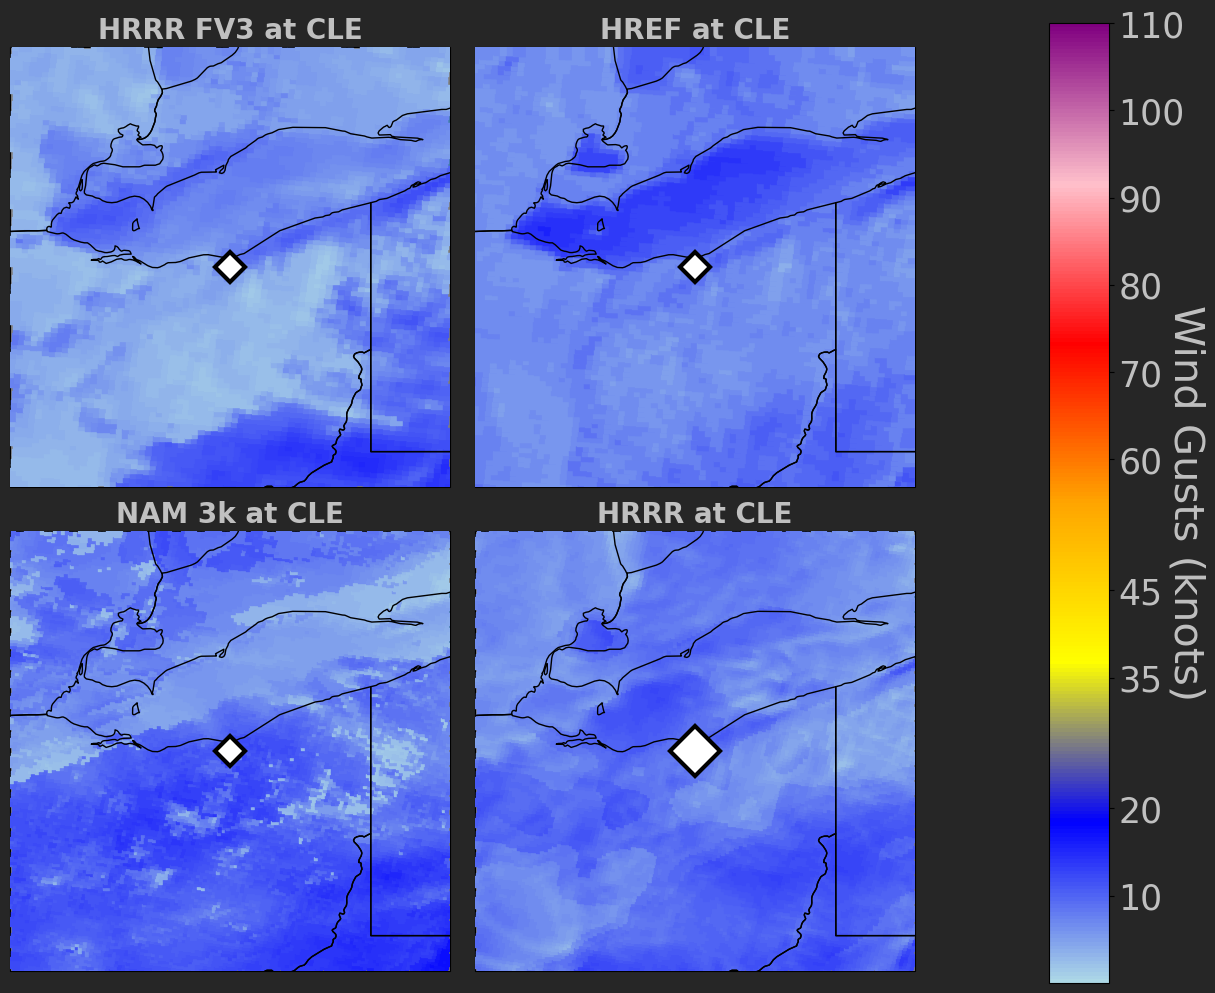 HRRR FV3 at CLE
HREF at CLE
NAM 3k at CLE
HRRR at CLE
110
100
90
80
70
60
45
35
20
10
Wind Gusts (knots)